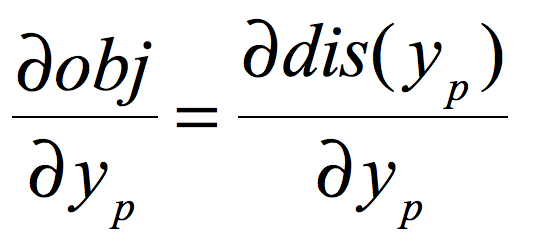 ∂obj/∂y_p = ∂dis(y_p)/∂y_p